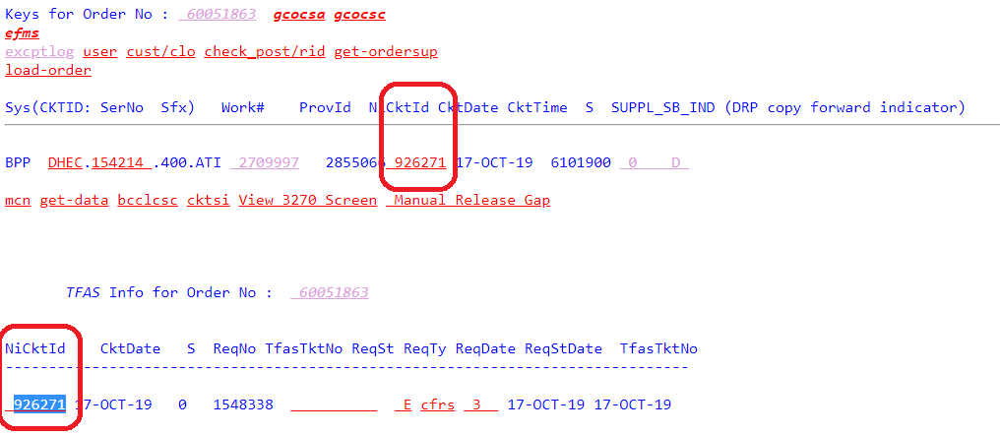 Keys for Order No : 60051863 gcocsa gcocsc
efms
excptlog user cust/clo check_post/rid get-ordersup
load-order
Sys(CKTID: SerNo Sfx) Work# ProvId NiCktId CktDate CktTime S SUPPL_SB_IND (DRP copy forward indicator)
BPP DHEC.154214 .400.ATI 2709997 2855066 926271 17-OCT-19 6101900 0 D
mcn get-data bcclcsc cktsi View 3270 Screen Manual Release Gap
TFAS Info for Order No : 60051863
NiCktId CktDate S ReqNo TfasTktNo ReqSt ReqTy ReqDate ReqStDate TfasTktNo
926271 17-OCT-19 0 1548338 E cfrs 3 17-OCT-19 17-OCT-19